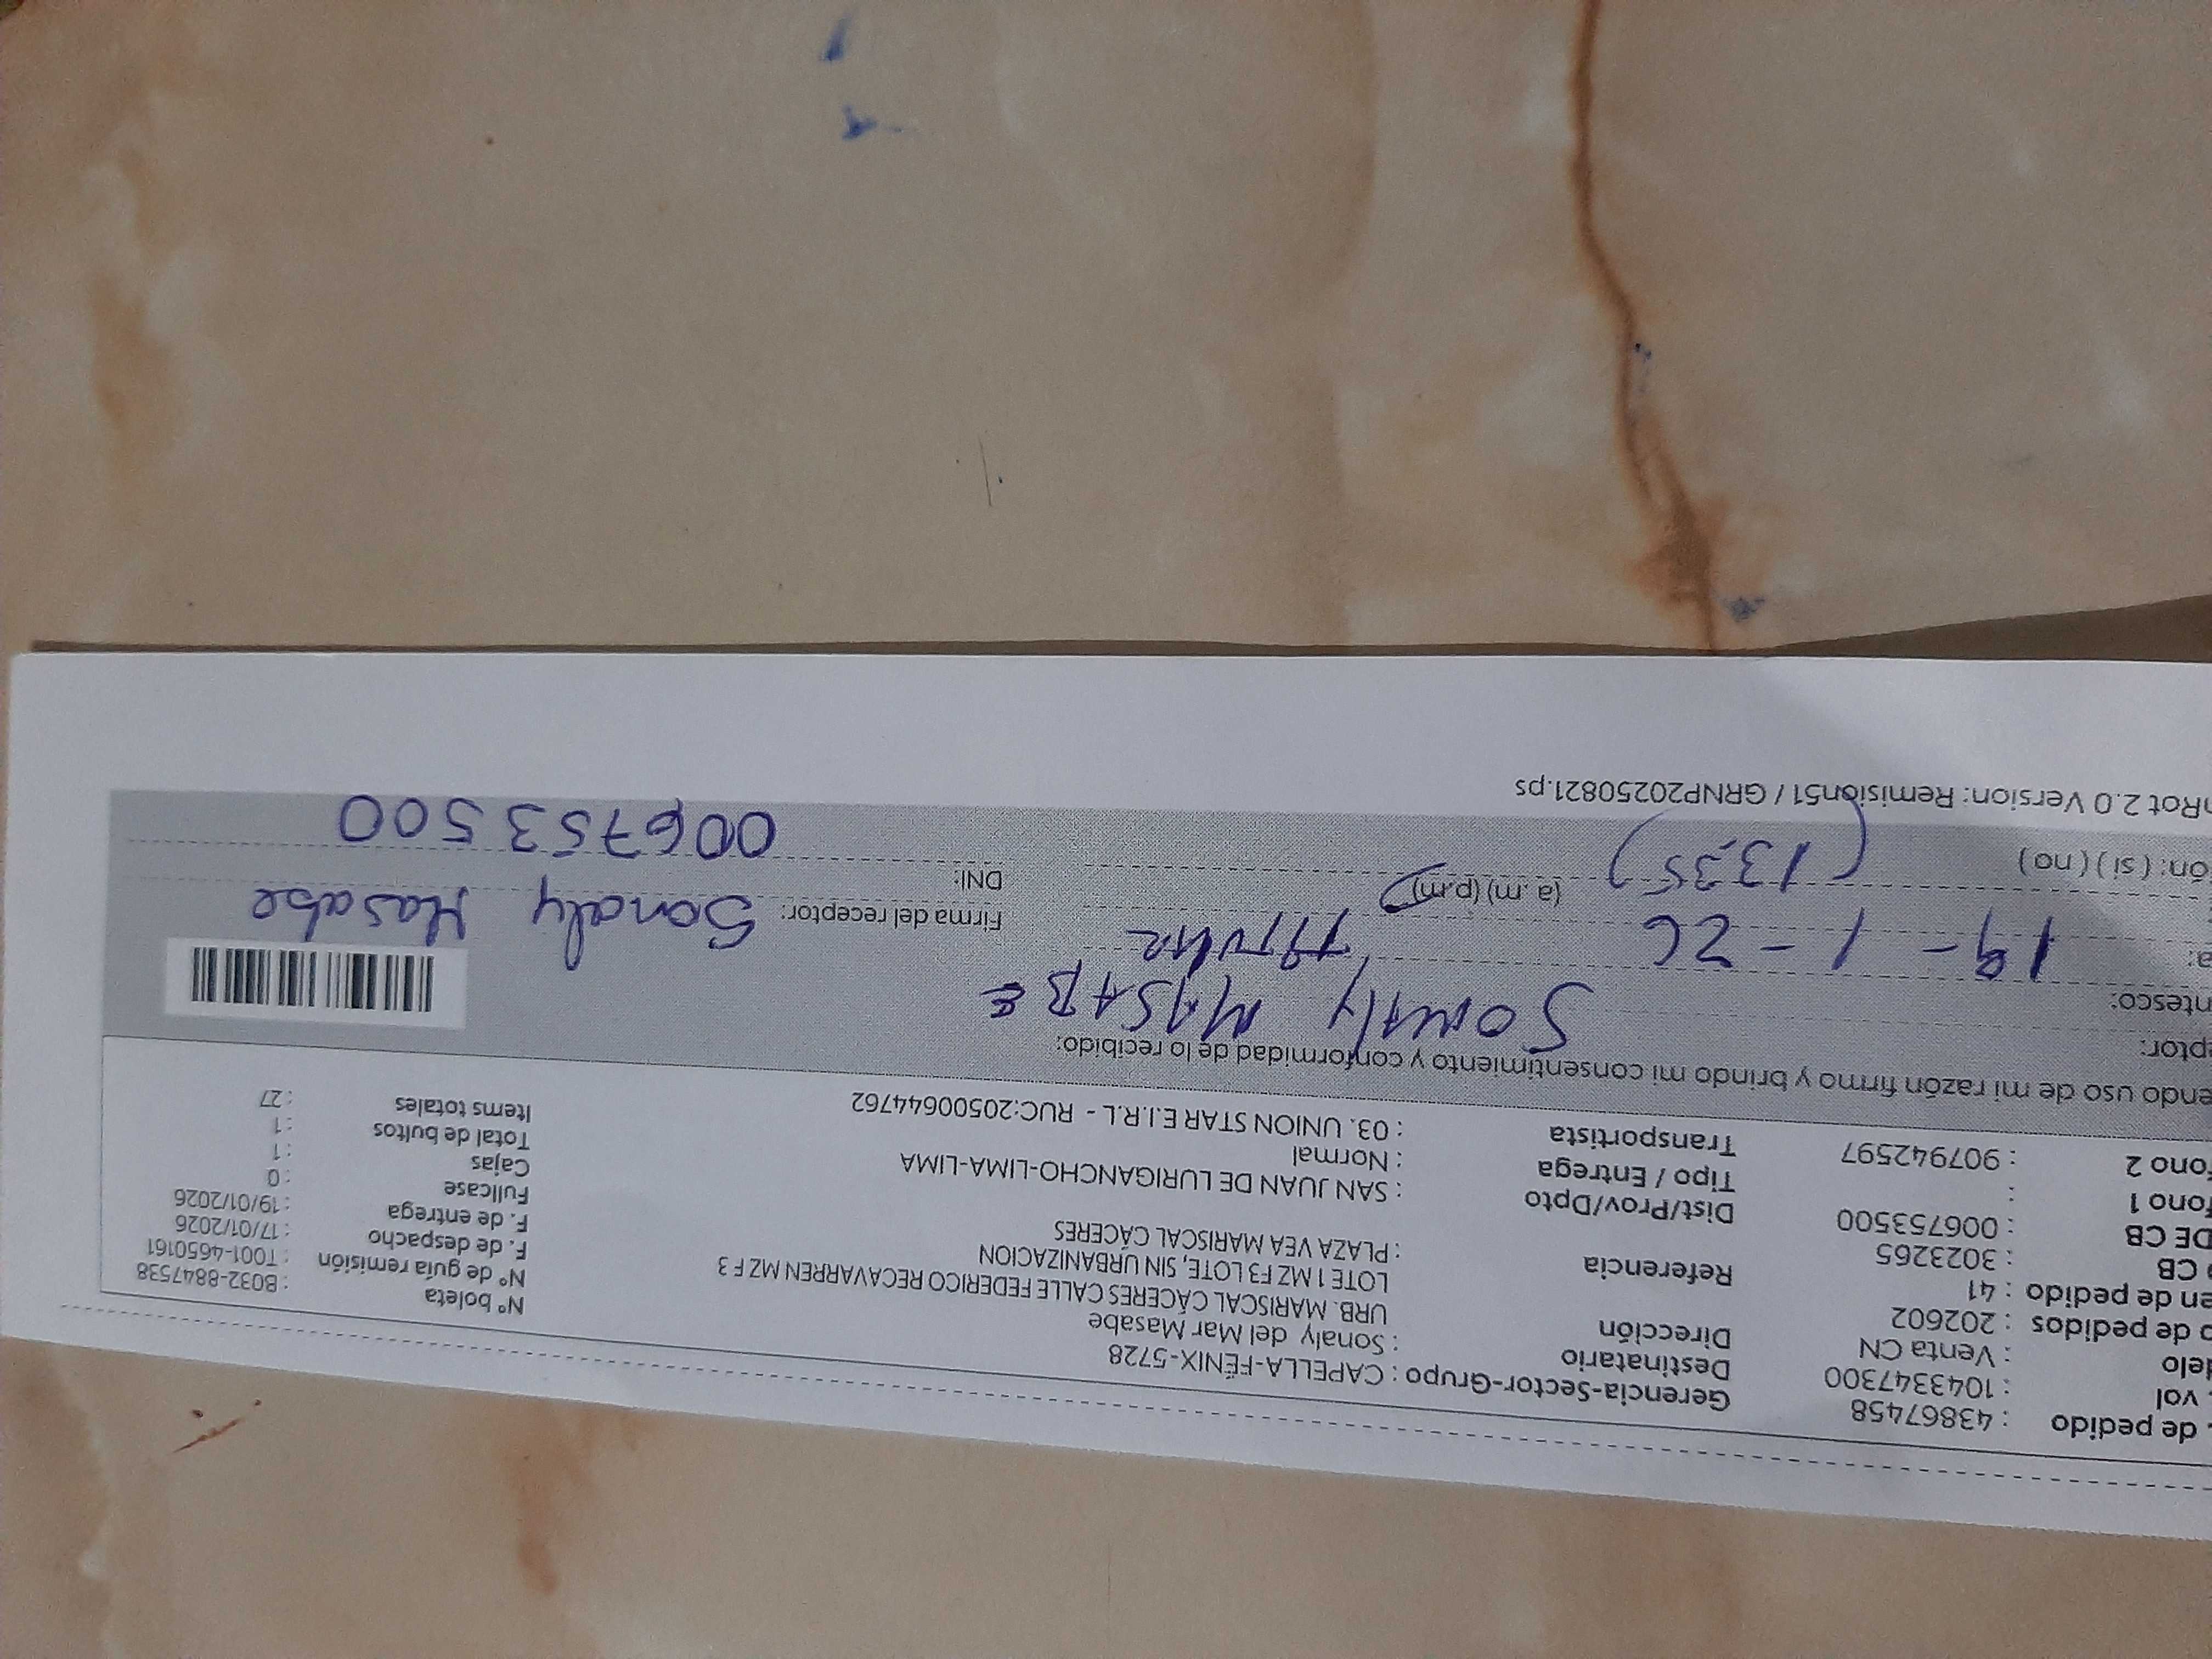 . de pedido : 43867458
. vol : 1043347300
delo : Venta CN
o de pedidos : 202602
en de pedido : 41
o CB : 3023265
DE CB : 006753500
fono 1 :
fono 2 : 907942597
Gerencia-Sector-Grupo : CAPELLA-FÉNIX-5728
Destinatario : Sonaly del Mar Masabe
Dirección URB. MARISCAL CÁCERES CALLE FEDERICO RECAVARREN MZ F 3
LOTE 1 MZ F3 LOTE, SIN URBANIZACION
Referencia : PLAZA VEA MARISCAL CÁCERES
Dist/Prov/Dpto : SAN JUAN DE LURIGANCHO-LIMA-LIMA
Tipo / Entrega : Normal
Transportista : 03. UNION STAR E.I.R.L - RUC:20500644762
N° boleta : B032-8847538
N° de guía remisión : T001-4650161
F. de despacho : 17/01/2026
F. de entrega : 19/01/2026
Fullcase : 0
Cajas : 1
Total de bultos : 1
Items totales : 27
endo uso de mi razón firmo y brindo mi consentimiento y conformidad de lo recibido:
eptor: SONALY MASABE
ntesco:
a: 19-1-26
(a. m) (p.m)
ón: ( si ) ( no ) (13:35)
Firma del receptor: Sonaly Masabe
DNI: 006753500
nRot 2.0 Version: Remisión51 / GRNP20250821.ps